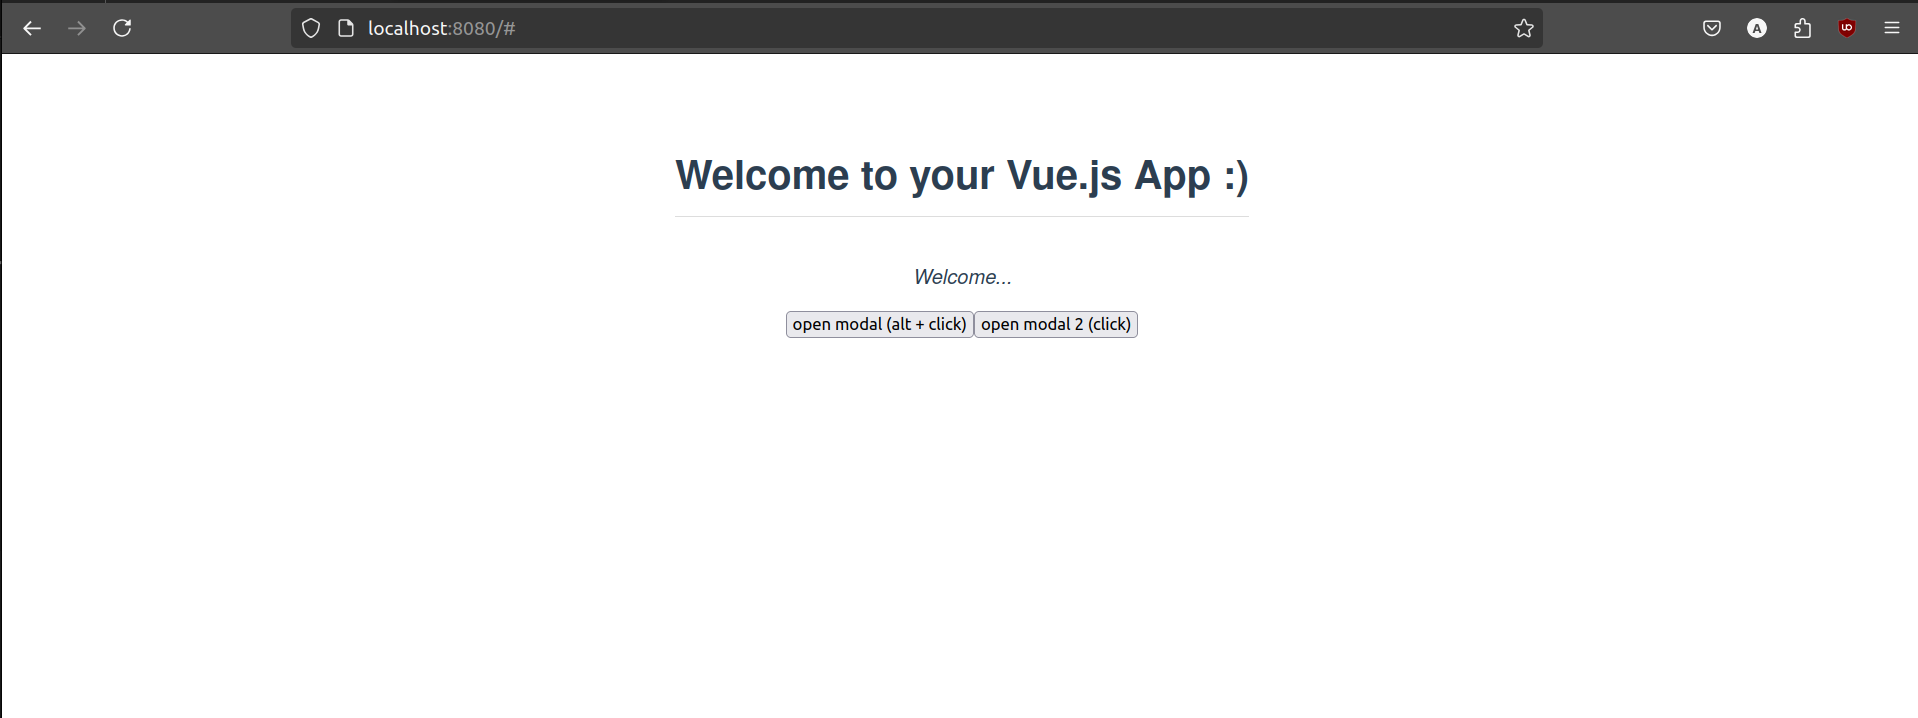 localhost:8080/#
A
Welcome to your Vue.js App :)
Welcome...
open modal (alt + click) open modal 2 (click)